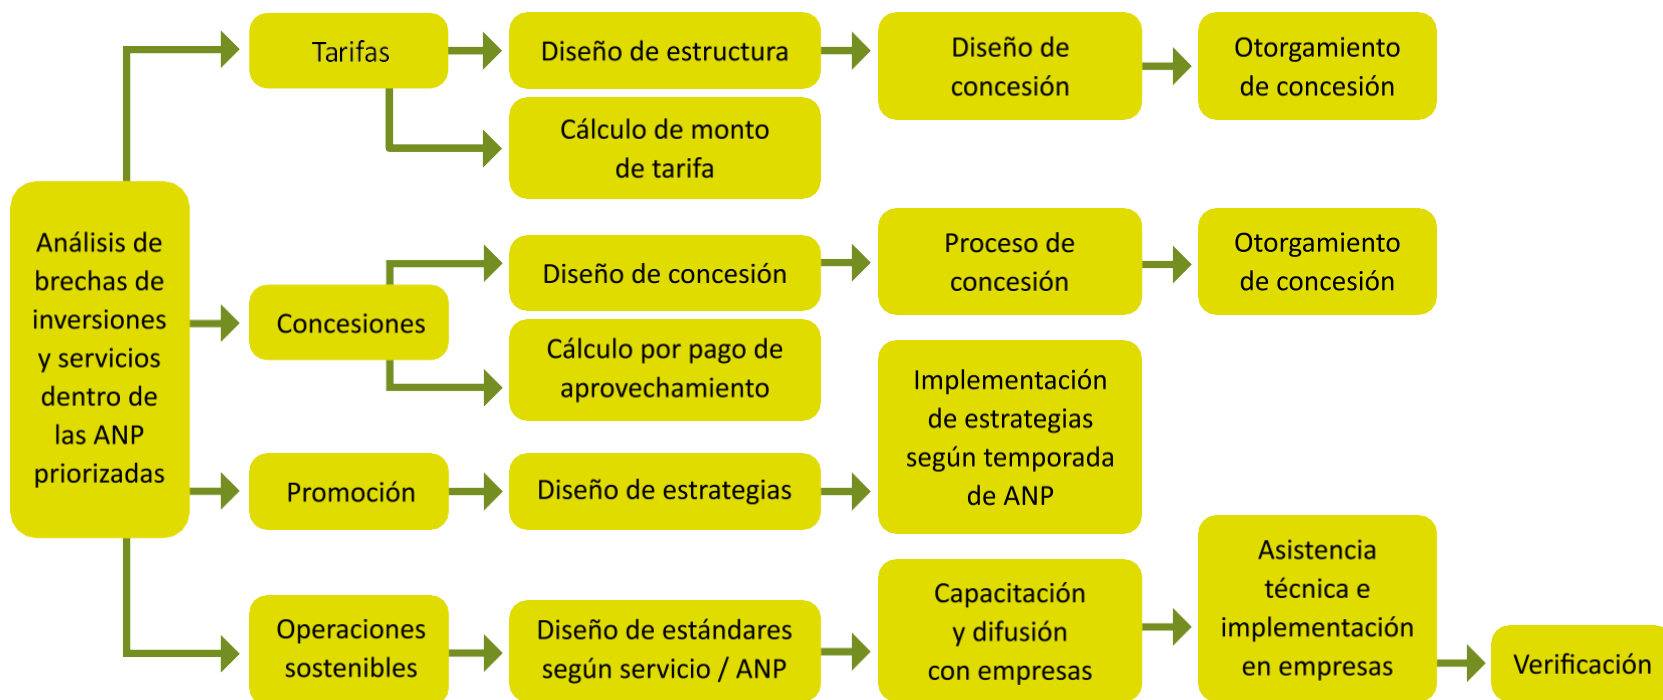 Análisis de
brechas de
inversiones
y servicios
dentro de
las ANP
priorizadas
Tarifas
Diseño de estructura
Diseño de
concesión
Otorgamiento
de concesión
Cálculo de monto
de tarifa
Concesiones
Diseño de concesión
Proceso de
concesión
Otorgamiento
de concesión
Cálculo por pago de
aprovechamiento
Promoción
Diseño de estrategias
Implementación
de estrategias
según temporada
de ANP
Operaciones
sostenibles
Diseño de estándares
según servicio / ANP
Capacitación
y difusión
con empresas
Asistencia
técnica e
implementación
en empresas
Verificación